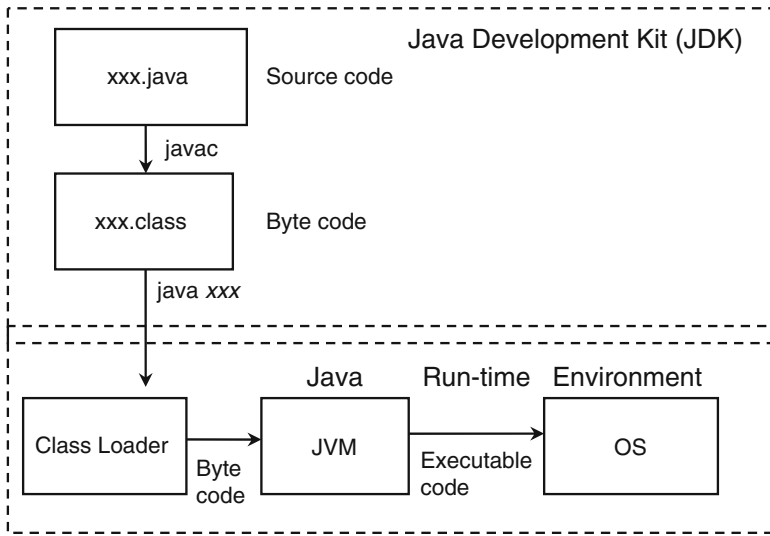 Java Development Kit (JDK)
xxx.java
Source code
javac
xxx.class
Byte code
java xxx
Java Run-time Environment
Class Loader
Byte
code
JVM
Executable
code
OS